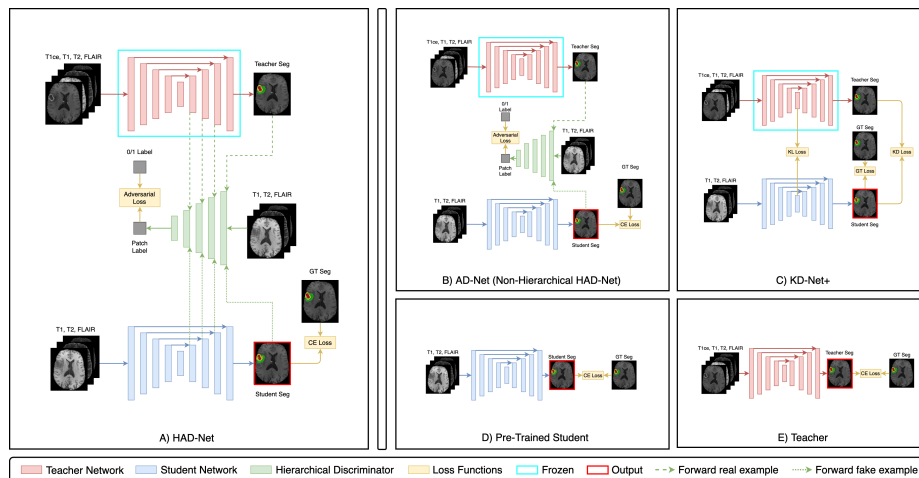 T1ce, T1, T2, FLAIR
Teacher Seg
0/1 Label
Adversarial
Loss
Patch
Label
T1, T2, FLAIR
GT Seg
T1, T2, FLAIR
CE Loss
Student Seg
A) HAD-Net
T1ce, T1, T2, FLAIR
Teacher Seg
0/1
Label
Adversarial
Loss
Patch
Label
T1, T2, FLAIR
GT Seg
T1, T2, FLAIR
CE Loss
Student Seg
B) AD-Net (Non-Hierarchical HAD-Net)
T1ce, T1, T2, FLAIR
Teacher Seg
GT Seg
KL Loss
KD Loss
GT Loss
T1, T2, FLAIR
Student Seg
C) KD-Net+
T1, T2, FLAIR
Student Seg
GT Seg
CE Loss
D) Pre-Trained Student
T1ce, T1, T2, FLAIR
Teacher Seg
GT Seg
CE Loss
E) Teacher
Teacher Network
Student Network
Hierarchical Discriminator
Loss Functions
Frozen
Output
Forward real example
Forward fake example